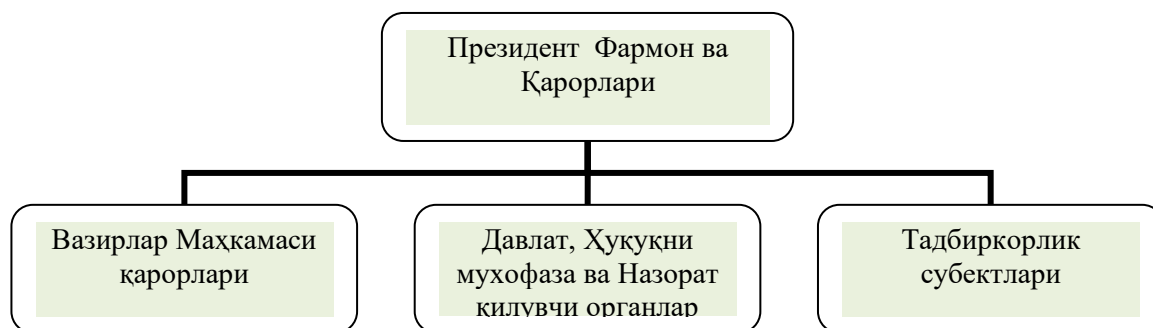 Президент Фармон ва
Қарорлари
Вазирлар Маҳкамаси
қарорлари
Давлат, Ҳуқуқни
мухофаза ва Назорат
қилувчи органлар
Тадбиркорлик
субектлари